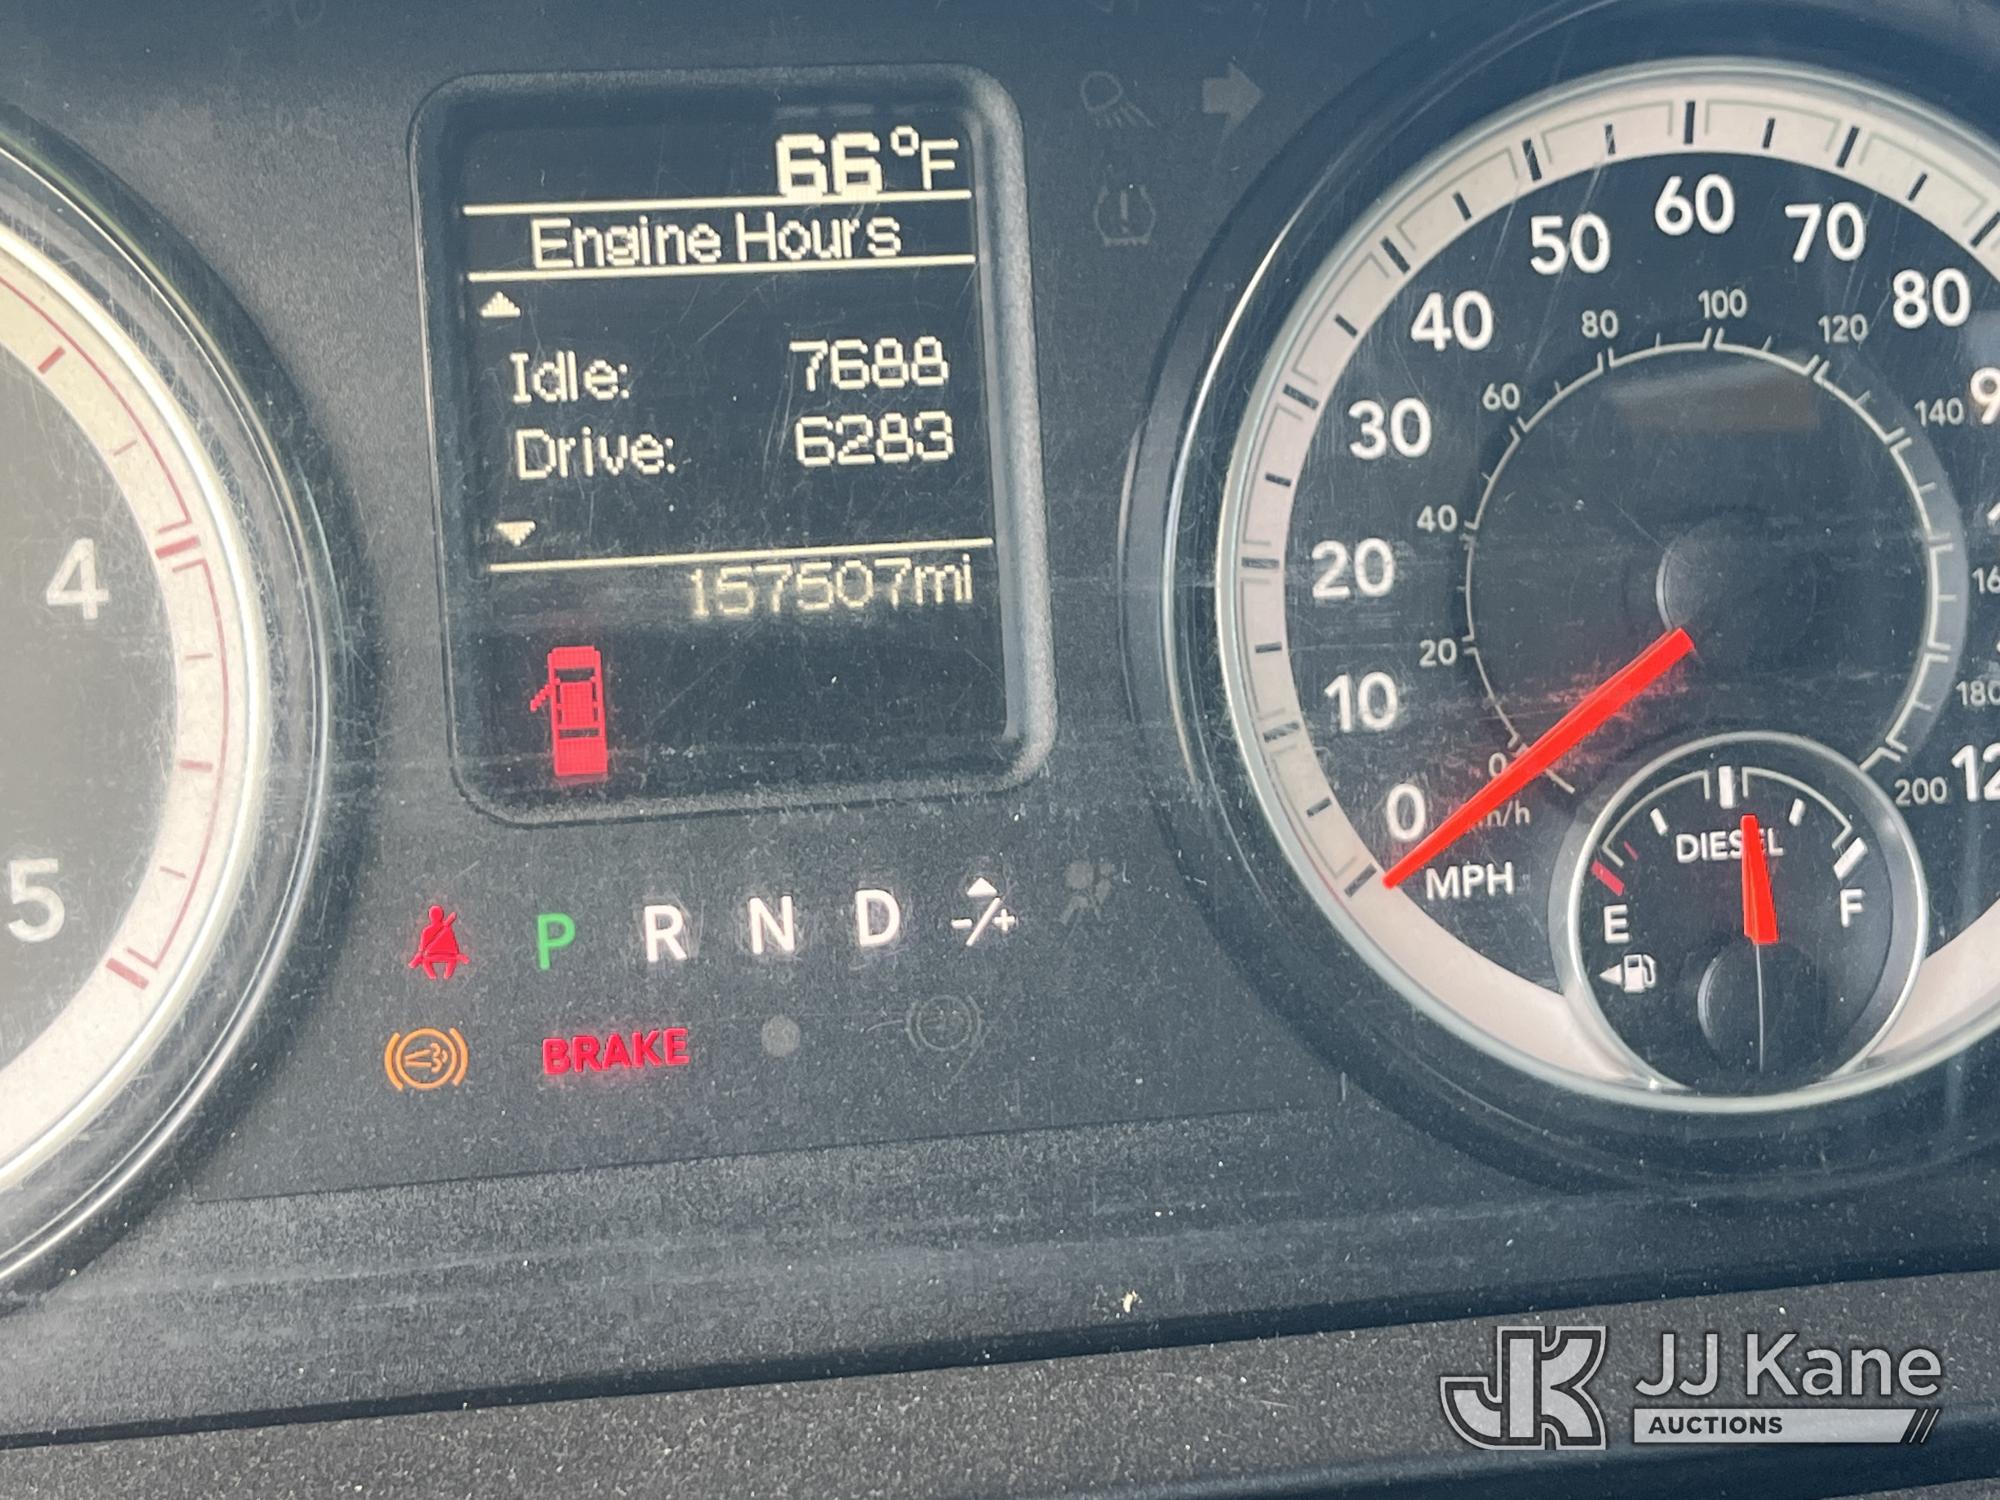 66°F
Engine Hours
Idle: 7688
Drive: 6283
157507mi
4
5
P R N D -/+
BRAKE
0 10 20 30 40 50 60 70 80
MPH
0 20 40 60 80 100 120 140 180 200
DIESEL
E F
JJ Kane
AUCTIONS